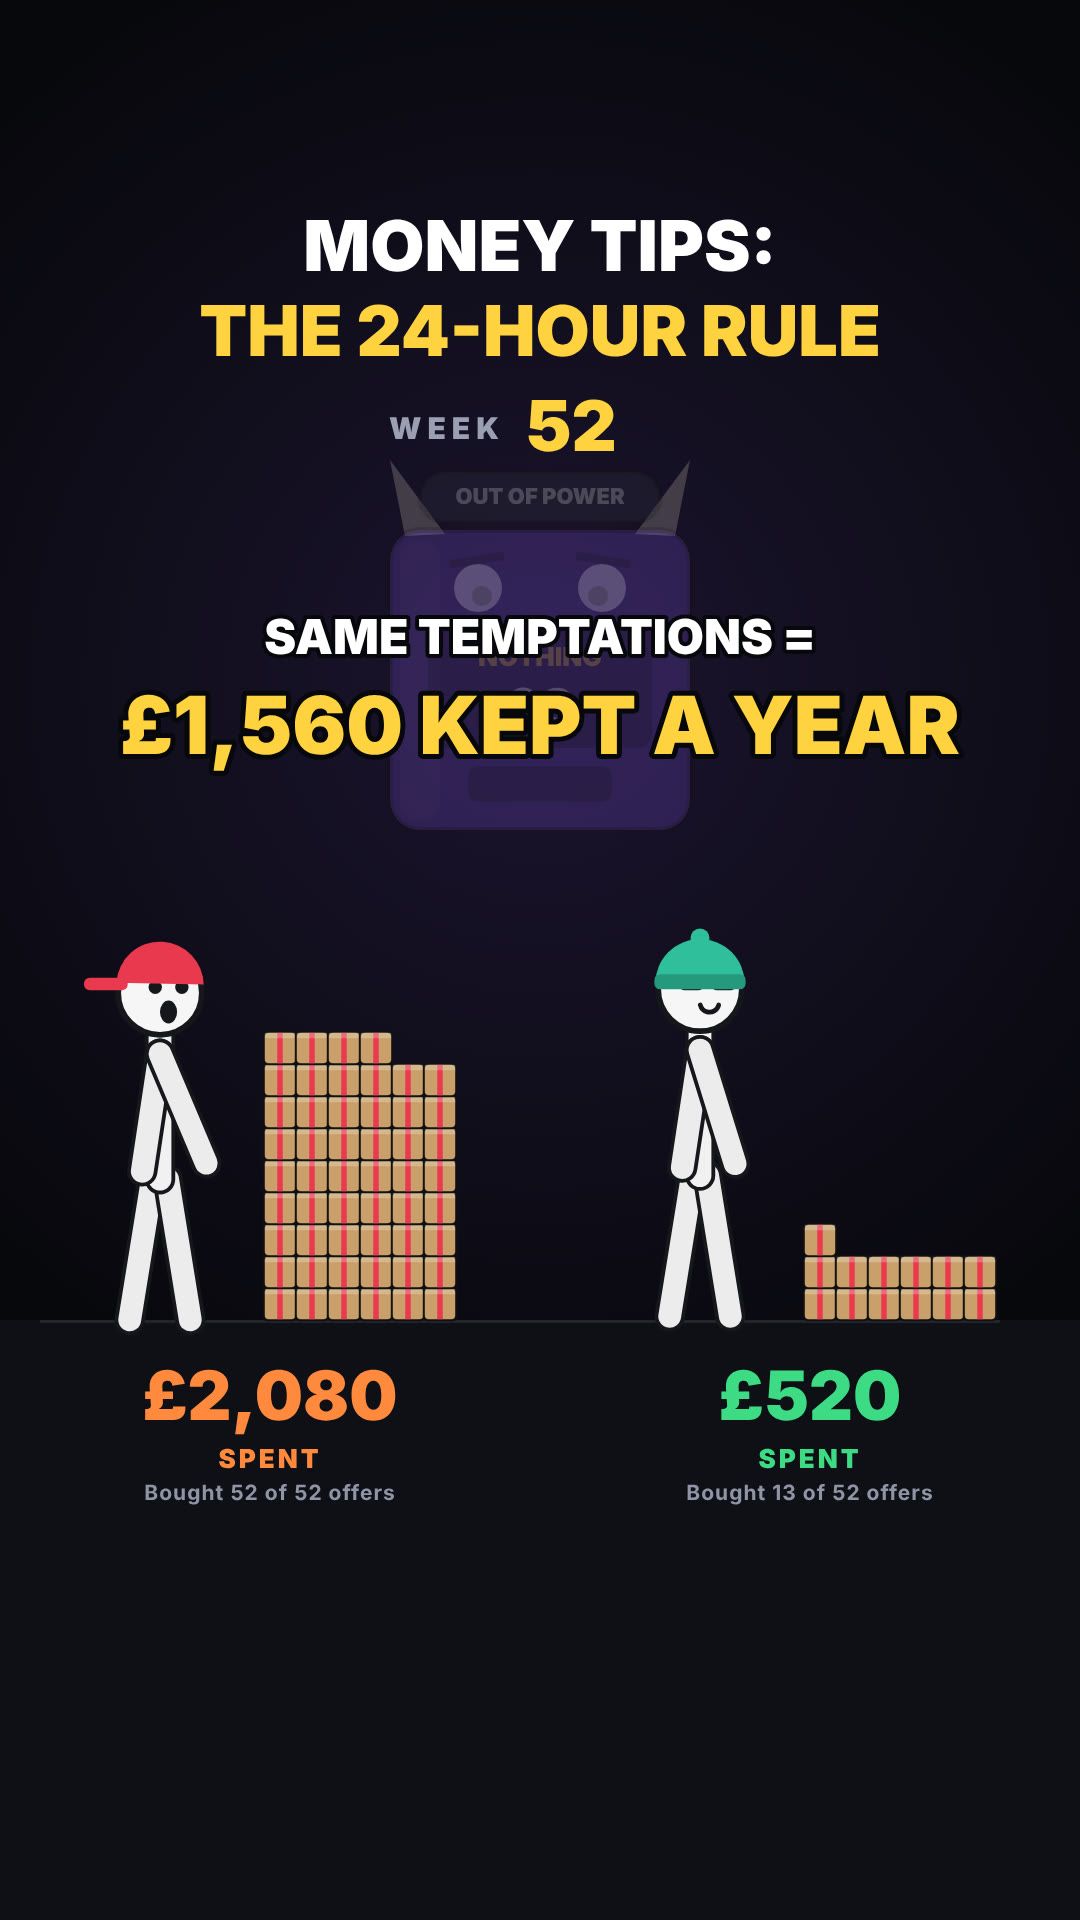 MONEY TIPS:
THE 24-HOUR RULE
WEEK 52
OUT OF POWER
SAME TEMPTATIONS =
NOTHING
£1,560 KEPT A YEAR
£2,080
SPENT
Bought 52 of 52 offers
£520
SPENT
Bought 13 of 52 offers